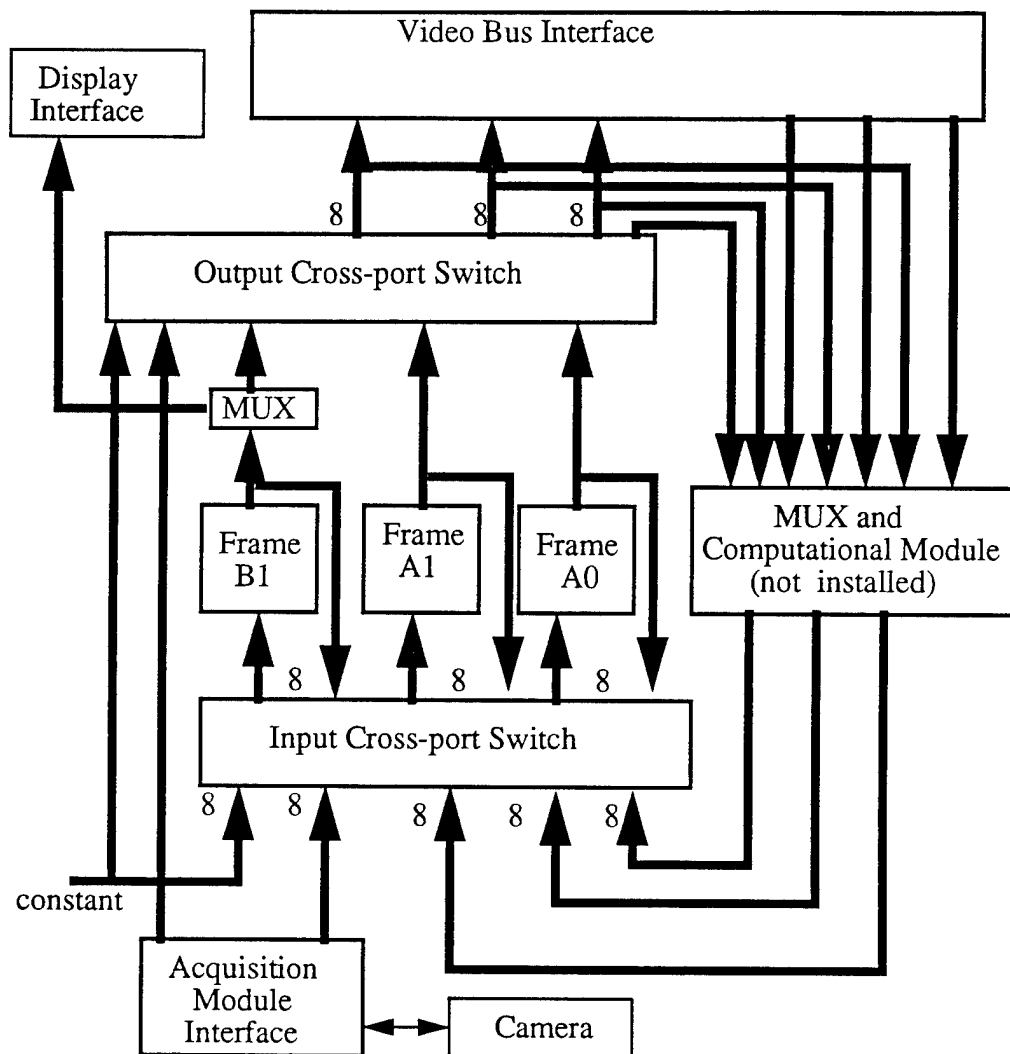 Video Bus Interface
Display
Interface
8 8 8
Output Cross-port Switch
MUX
Frame
B1
Frame
A1
Frame
A0
MUX and
Computational Module
(not installed)
8 8 8
Input Cross-port Switch
8 8 8 8 8
constant
Acquisition
Module
Interface
Camera